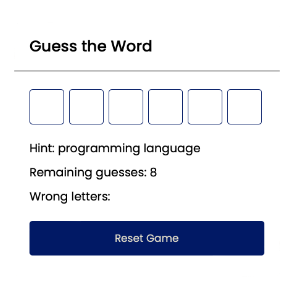 Guess the Word
Hint: programming language
Remaining guesses: 8
Wrong letters:
Reset Game